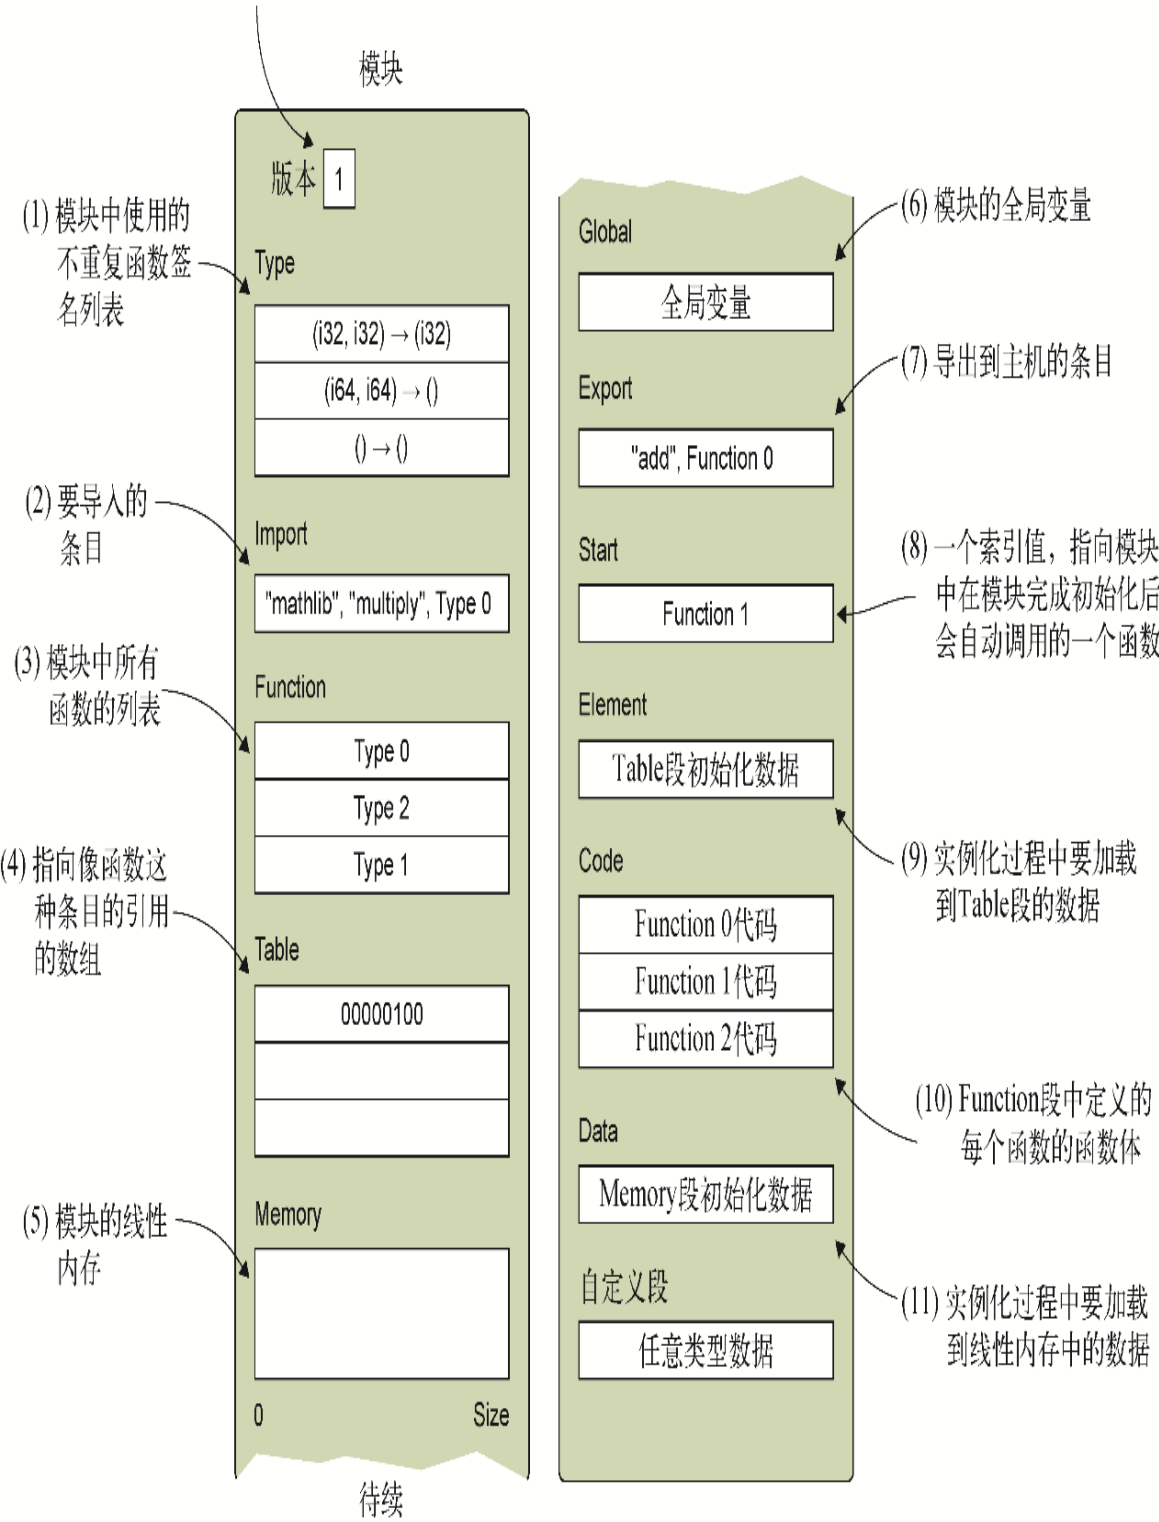 模块
版本 1
(1) 模块中使用的
不重复函数签
名列表
Type
(i32, i32) → (i32)
(i64, i64) → ()
() → ()
(2) 要导入的
条目
Import
"mathlib", "multiply", Type 0
(3) 模块中所有
函数的列表
Function
Type 0
Type 2
Type 1
(4) 指向像函数这
种条目的引用
的数组
Table
00000100
(5) 模块的线性
内存
Memory
0 Size
待续
Global
全局变量
(6) 模块的全局变量
Export
"add", Function 0
(7) 导出到主机的条目
Start
Function 1
(8) 一个索引值，指向模块
中在模块完成初始化后
会自动调用的一个函数
Element
Table段初始化数据
(9) 实例化过程中要加载
到Table段的数据
Code
Function 0代码
Function 1代码
Function 2代码
(10) Function段中定义的
每个函数的函数体
Data
Memory段初始化数据
(11) 实例化过程中要加载
到线性内存中的数据
自定义段
任意类型数据